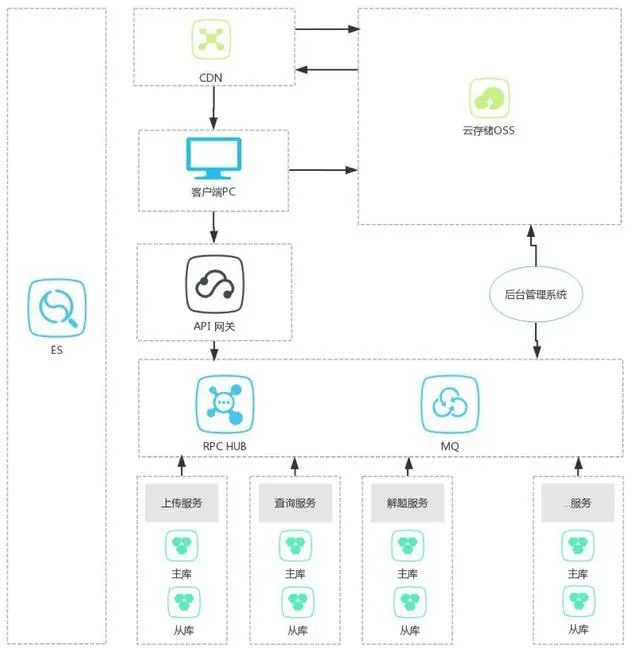 CDN
云存储OSS
客户端PC
API 网关
后台管理系统
ES
RPC HUB
MQ
上传服务
查询服务
解题服务
...服务
主库
主库
主库
主库
从库
从库
从库
从库